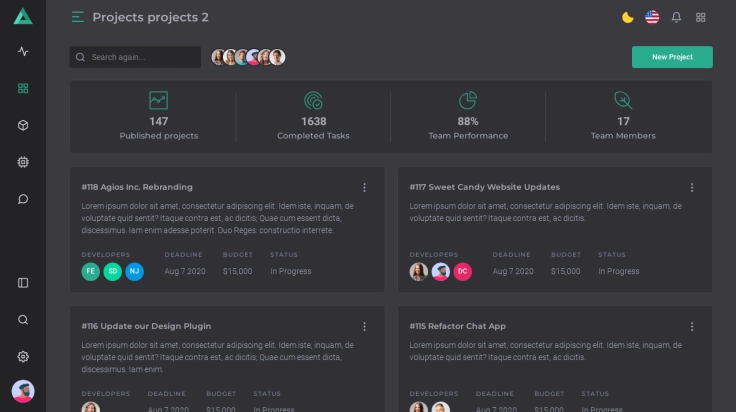 Projects projects 2
Search again...
New Project
147
Published projects
1638
Completed Tasks
88%
Team Performance
17
Team Members
#118 Agios Inc. Rebranding
Lorem ipsum dolor sit amet, consectetur adipiscing elit. Idem iste, inquam, de
voluptate quid sentit? Itaque contra est, ac dicitis; Quae cum essent dicta,
discessimus. Iam enim adesse poterit. Duo Reges: constructio interrete.
DEVELOPERS DEADLINE BUDGET STATUS
FE SD NJ Aug 7 2020 $15,000 In Progress
#117 Sweet Candy Website Updates
Lorem ipsum dolor sit amet, consectetur adipiscing elit. Idem iste, inquam, de
voluptate quid sentit? Itaque contra est, ac dicitis.
DEVELOPERS DEADLINE BUDGET STATUS
DC Aug 7 2020 $15,000 In Progress
#116 Update our Design Plugin
Lorem ipsum dolor sit amet, consectetur adipiscing elit. Idem iste, inquam, de
voluptate quid sentit? Itaque contra est, ac dicitis; Quae cum essent dicta,
discessimus. Iam enim.
DEVELOPERS DEADLINE BUDGET STATUS
Aug 7 2020 $15,000 In Progress
#115 Refactor Chat App
Lorem ipsum dolor sit amet, consectetur adipiscing elit. Idem iste, inquam, de
voluptate quid sentit? Itaque contra est, ac dicitis.
DEVELOPERS DEADLINE BUDGET STATUS
Aug 7 2020 $15,000 In Progress